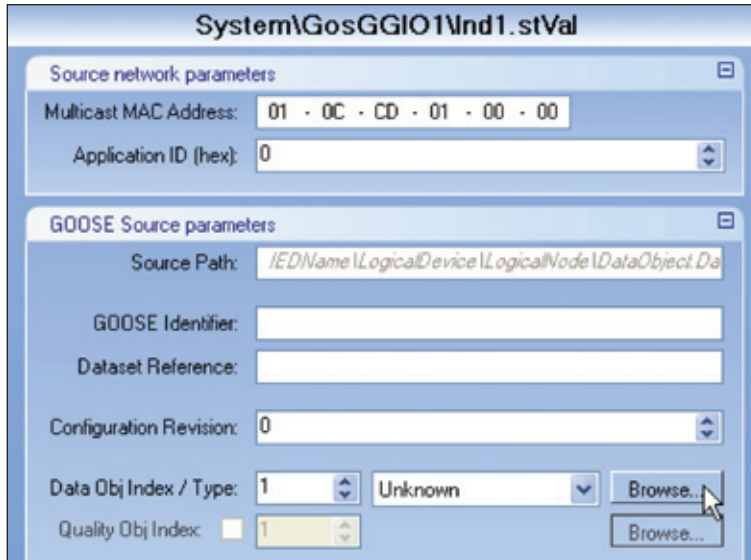 System\GosGGIO1\Ind1.stVal
Source network parameters
Multicast MAC Address: 01 - 0C - CD - 01 - 00 - 00
Application ID (hex): 0
GOOSE Source parameters
Source Path: IEDName\LogicalDevice\LogicalNode\DataObject.Da
GOOSE Identifier:
Dataset Reference:
Configuration Revision: 0
Data Obj Index / Type: 1 Unknown Browse...
Quality Obj Index: 1 Browse...